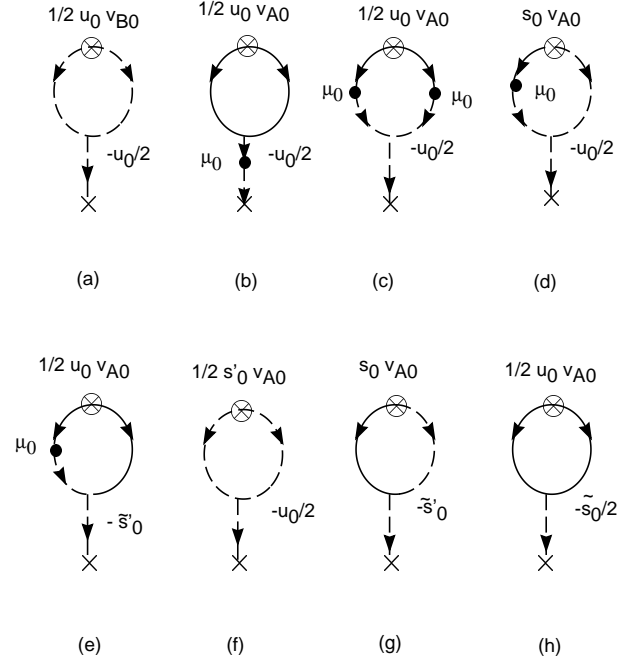 1/2 u0 vB0
1/2 u0 vA0
1/2 u0 vA0
s0 vA0
μ0
μ0
μ0
-u0/2
μ0
-u0/2
-u0/2
-u0/2
(a)
(b)
(c)
(d)
1/2 u0 vA0
1/2 s'0 vA0
s0 vA0
1/2 u0 vA0
μ0
- s̃'0
-u0/2
-s̃'0
-s̃0/2
(e)
(f)
(g)
(h)